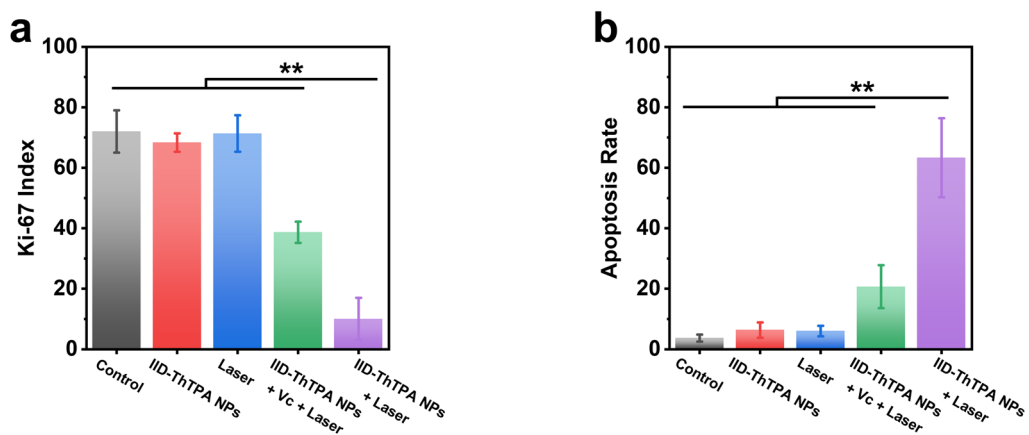 a
100
80
60
40
20
0
Ki-67 Index
**
Control
IID-ThTPA NPs
Laser
IID-ThTPA NPs
+ Vc + Laser
IID-ThTPA NPs
+ Laser
b
100
80
60
40
20
0
Apoptosis Rate
**
Control
IID-ThTPA NPs
Laser
IID-ThTPA NPs
+ Vc + Laser
IID-ThTPA NPs
+ Laser